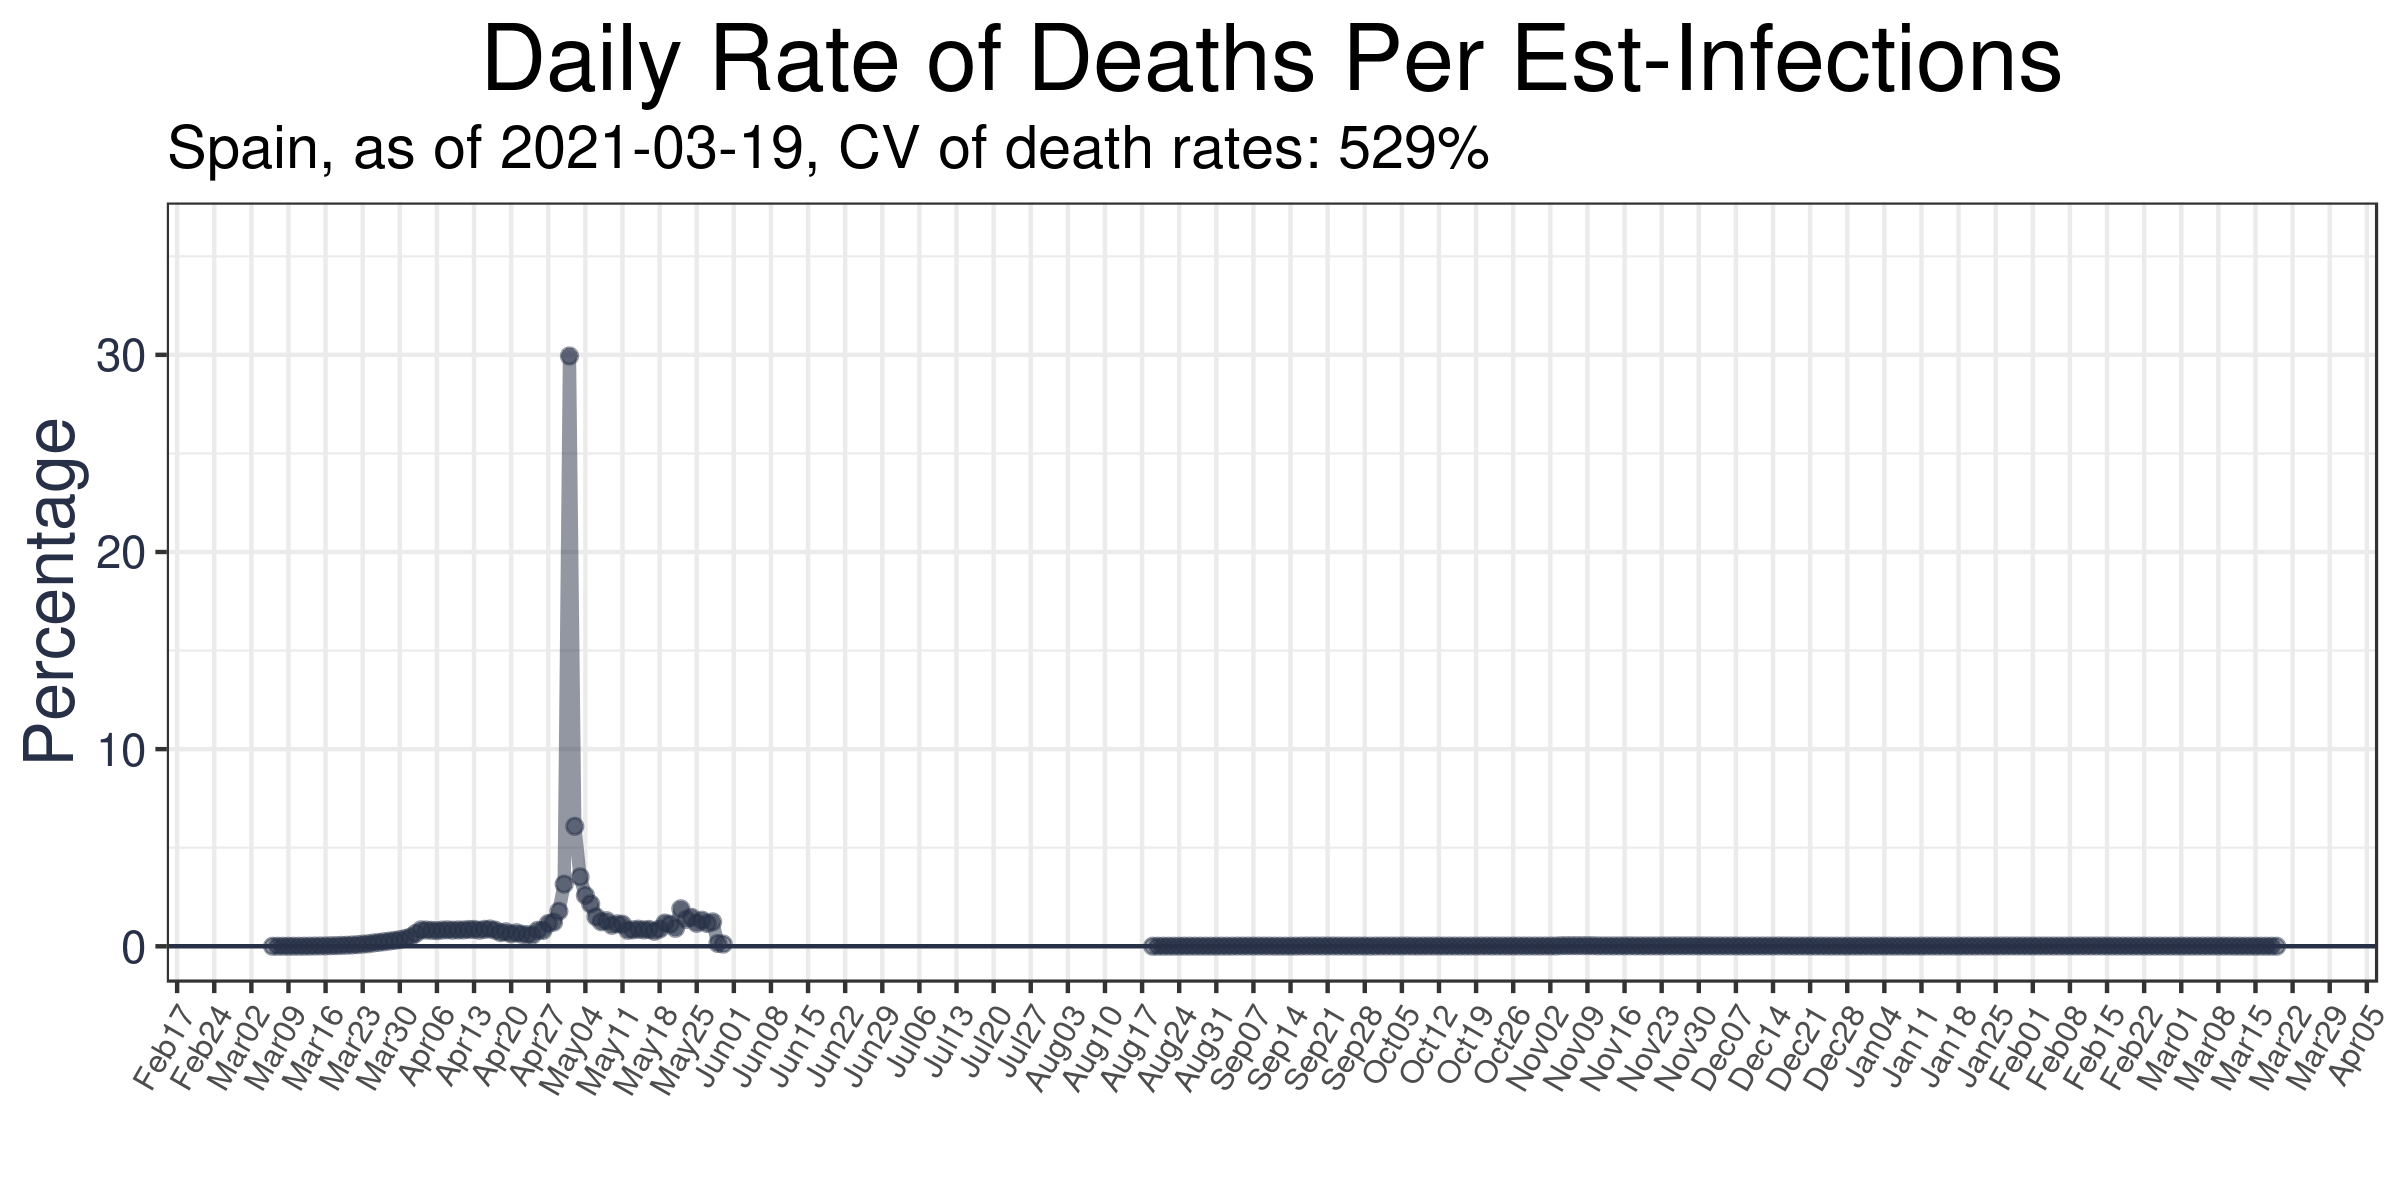 Daily Rate of Deaths Per Est-Infections
Spain, as of 2021-03-19, CV of death rates: 529%
Percentage
30
20
10
0
Feb17
Feb24
Mar02
Mar09
Mar16
Mar23
Mar30
Apr06
Apr13
Apr20
Apr27
May04
May11
May18
May25
Jun01
Jun08
Jun15
Jun22
Jun29
Jul06
Jul13
Jul20
Jul27
Aug03
Aug10
Aug17
Aug24
Aug31
Sep07
Sep14
Sep21
Sep28
Oct05
Oct12
Oct19
Oct26
Nov02
Nov09
Nov16
Nov23
Nov30
Dec07
Dec14
Dec21
Dec28
Jan04
Jan11
Jan18
Jan25
Feb01
Feb08
Feb15
Feb22
Mar01
Mar08
Mar15
Mar22
Mar29
Apr05